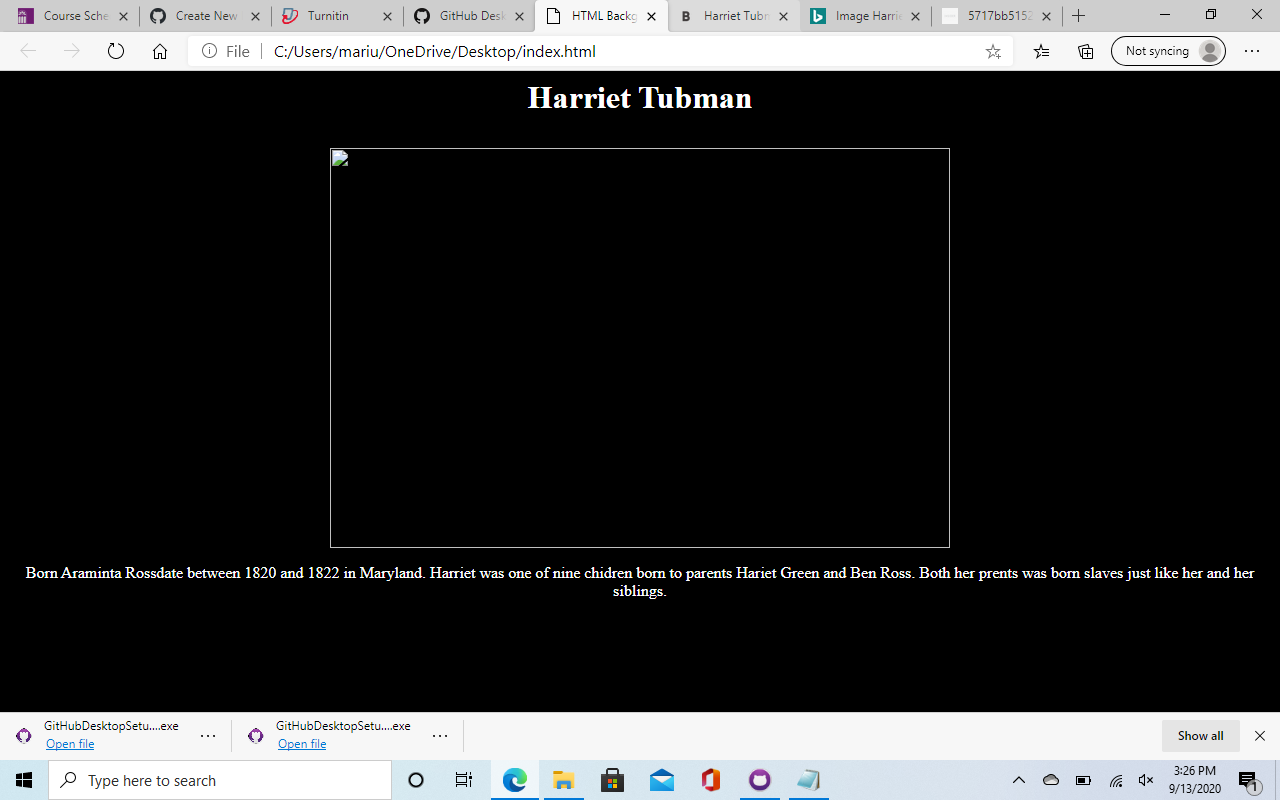 Course Sche
Create New
Turnitin
GitHub Desk
HTML Backg
Harriet Tubr
Image Harrie
5717bb5152
File
C:/Users/mariu/OneDrive/Desktop/index.html
Not syncing
Harriet Tubman
Born Araminta Rossdate between 1820 and 1822 in Maryland. Harriet was one of nine chidren born to parents Hariet Green and Ben Ross. Both her prents was born slaves just like her and her
siblings.
GitHubDesktopSetu....exe
Open file
GitHubDesktopSetu....exe
Open file
Show all
Type here to search
3:26 PM
9/13/2020
1